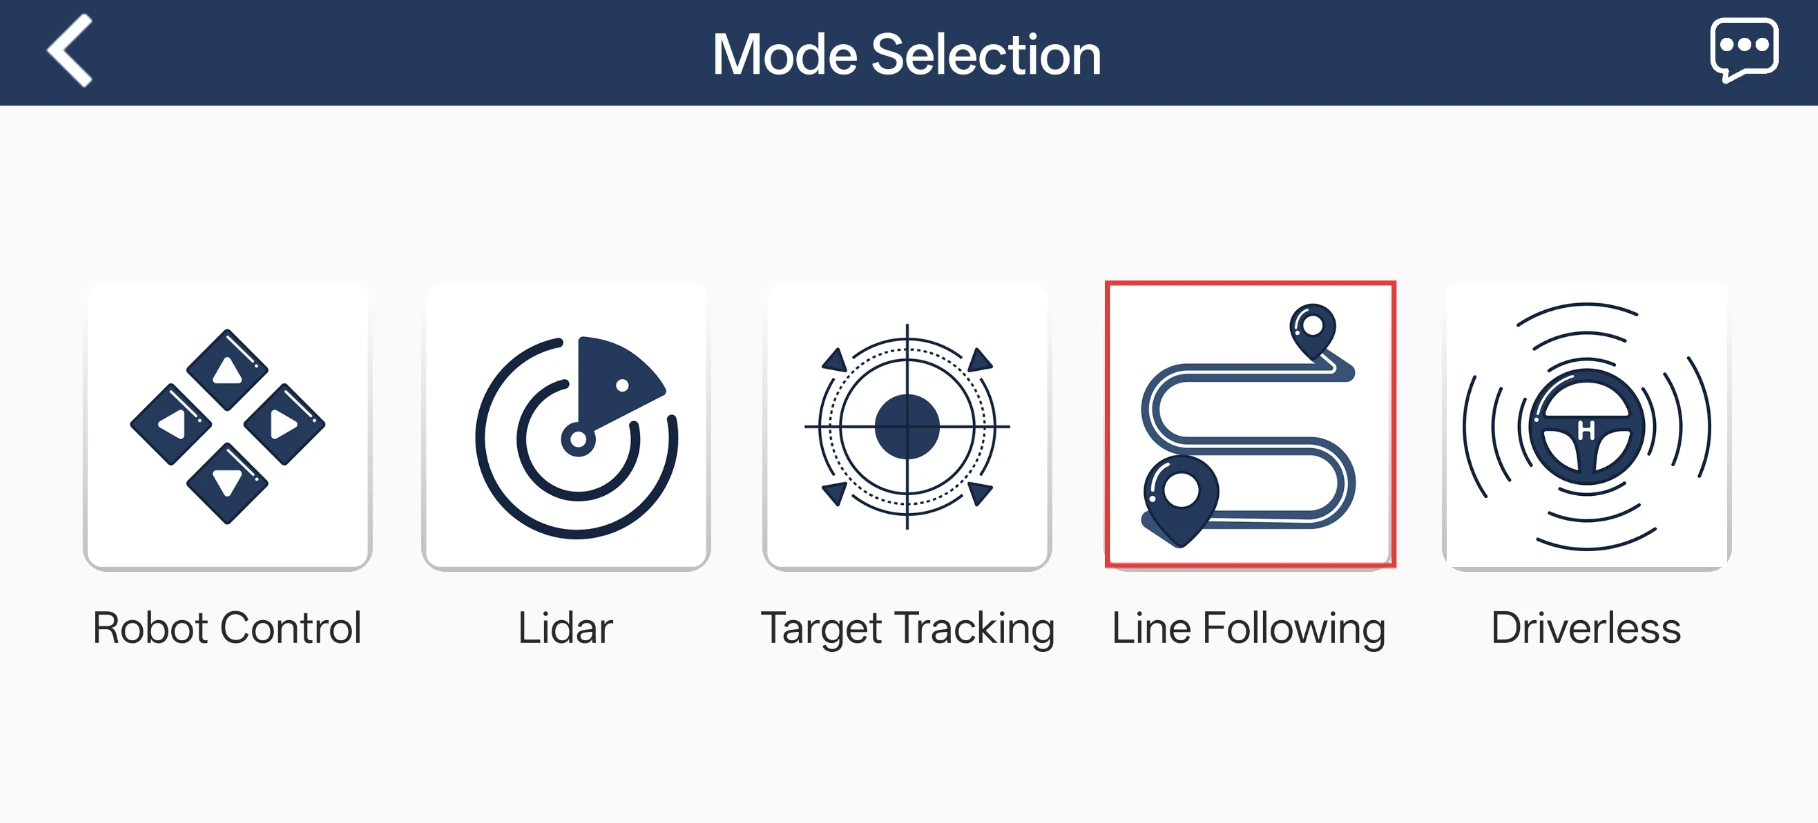 Mode Selection
H
Robot Control
Lidar
Target Tracking
Line Following
Driverless